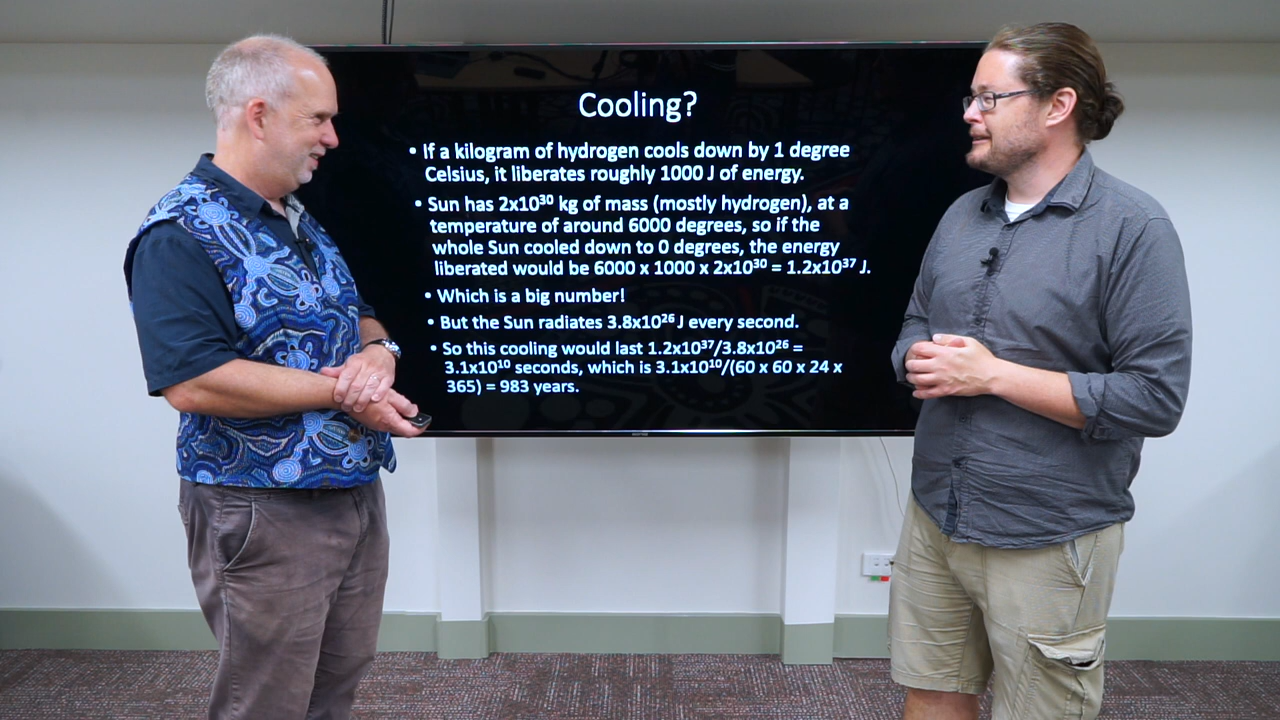 Cooling?
• If a kilogram of hydrogen cools down by 1 degree
Celsius, it liberates roughly 1000 J of energy.
• Sun has 2x10³⁰ kg of mass (mostly hydrogen), at a
temperature of around 6000 degrees, so if the
whole Sun cooled down to 0 degrees, the energy
liberated would be 6000 x 1000 x 2x10³⁰ = 1.2x10³⁷ J.
• Which is a big number!
• But the Sun radiates 3.8x10²⁶ J every second.
• So this cooling would last 1.2x10³⁷/3.8x10²⁶ =
3.1x10¹⁰ seconds, which is 3.1x10¹⁰/(60 x 60 x 24 x
365) = 983 years.